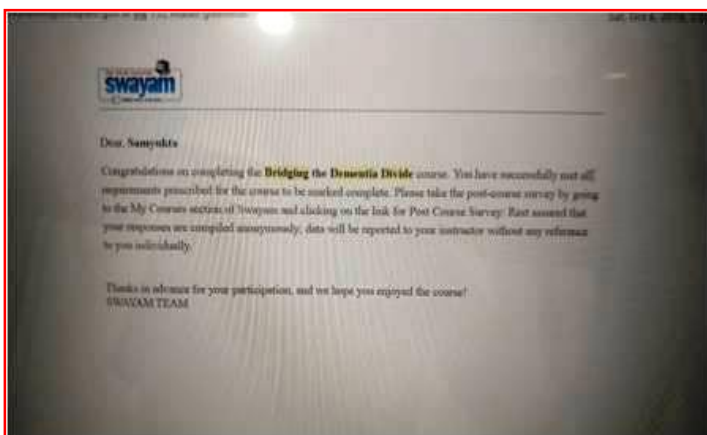 swayam
Dear, Samyukta
Congratulations on completing the Bridging the Dementia Divide course. You have successfully met all
requirements prescribed for the course to be marked complete. Please take the post-course survey by going
to the My Courses section of Swayam and clicking on the link for Post Course Survey. Rest assured that
your responses are compiled anonymously, data will be reported to your instructor without any reference
to you individually.
Thanks in advance for your participation, and we hope you enjoyed the course!
SWAYAM TEAM